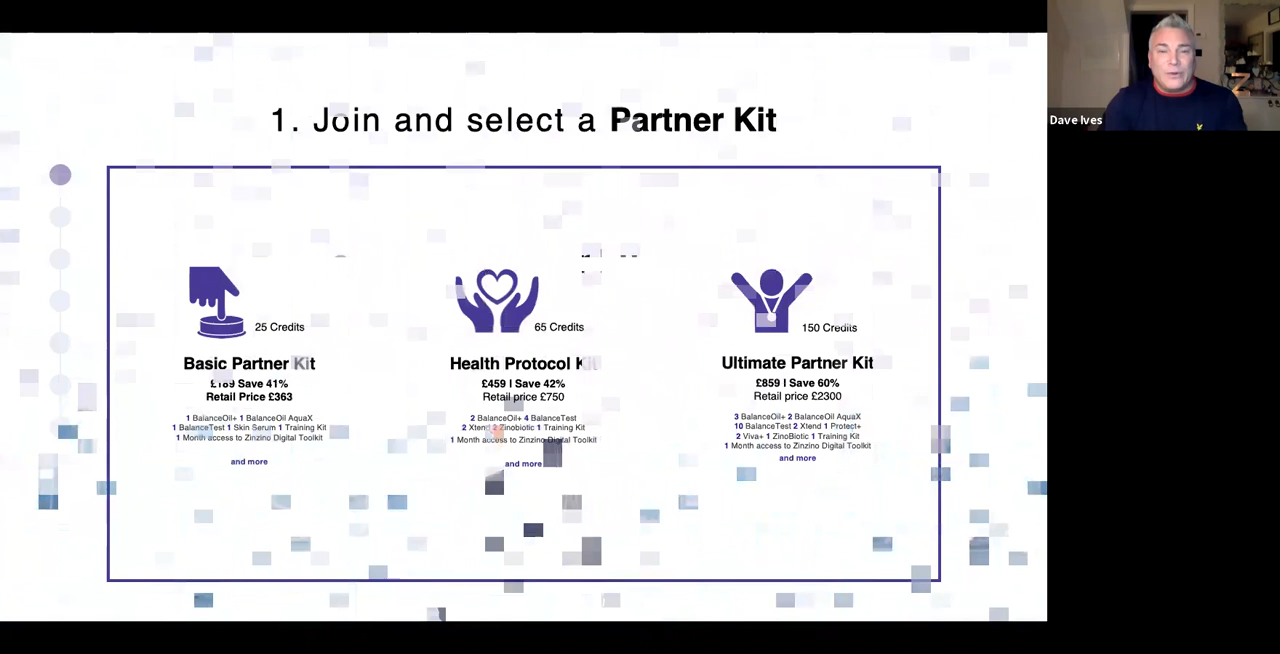 1. Join and select a Partner Kit
Dave Ives
25 Credits
Basic Partner Kit
£189 Save 41%
Retail Price £363
1 BalanceOil+ 1 BalanceOil AquaX
1 BalanceTest 1 Skin Serum 1 Training Kit
1 Month access to Zinzino Digital Toolkit
and more
65 Credits
Health Protocol Kit
£459 I Save 42%
Retail price £750
2 BalanceOil+ 4 BalanceTest
2 Xtend 2 Zinobiotic 1 Training Kit
1 Month access to Zinzino Digital Toolkit
and more
150 Credits
Ultimate Partner Kit
£859 I Save 60%
Retail price £2300
3 BalanceOil+ 2 BalanceOil AquaX
10 BalanceTest 2 Xtend 1 Protect+
2 Viva+ 1 ZinoBiotic 1 Training Kit
1 Month access to Zinzino Digital Toolkit
and more